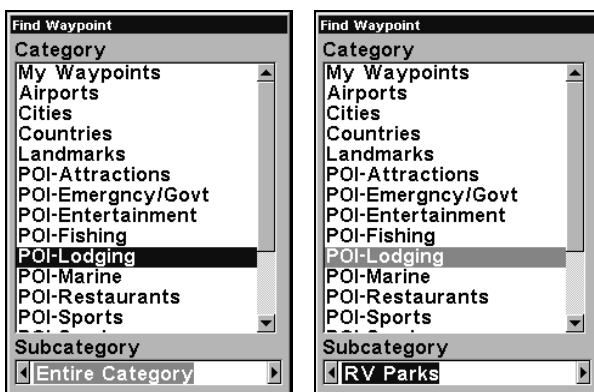 Find Waypoint
Category
My Waypoints
Airports
Cities
Countries
Landmarks
POI-Attractions
POI-Emergncy/Govt
POI-Entertainment
POI-Fishing
POI-Lodging
POI-Marine
POI-Restaurants
POI-Sports
Subcategory
Entire Category
Find Waypoint
Category
My Waypoints
Airports
Cities
Countries
Landmarks
POI-Attractions
POI-Emergncy/Govt
POI-Entertainment
POI-Fishing
POI-Lodging
POI-Marine
POI-Restaurants
POI-Sports
Subcategory
RV Parks